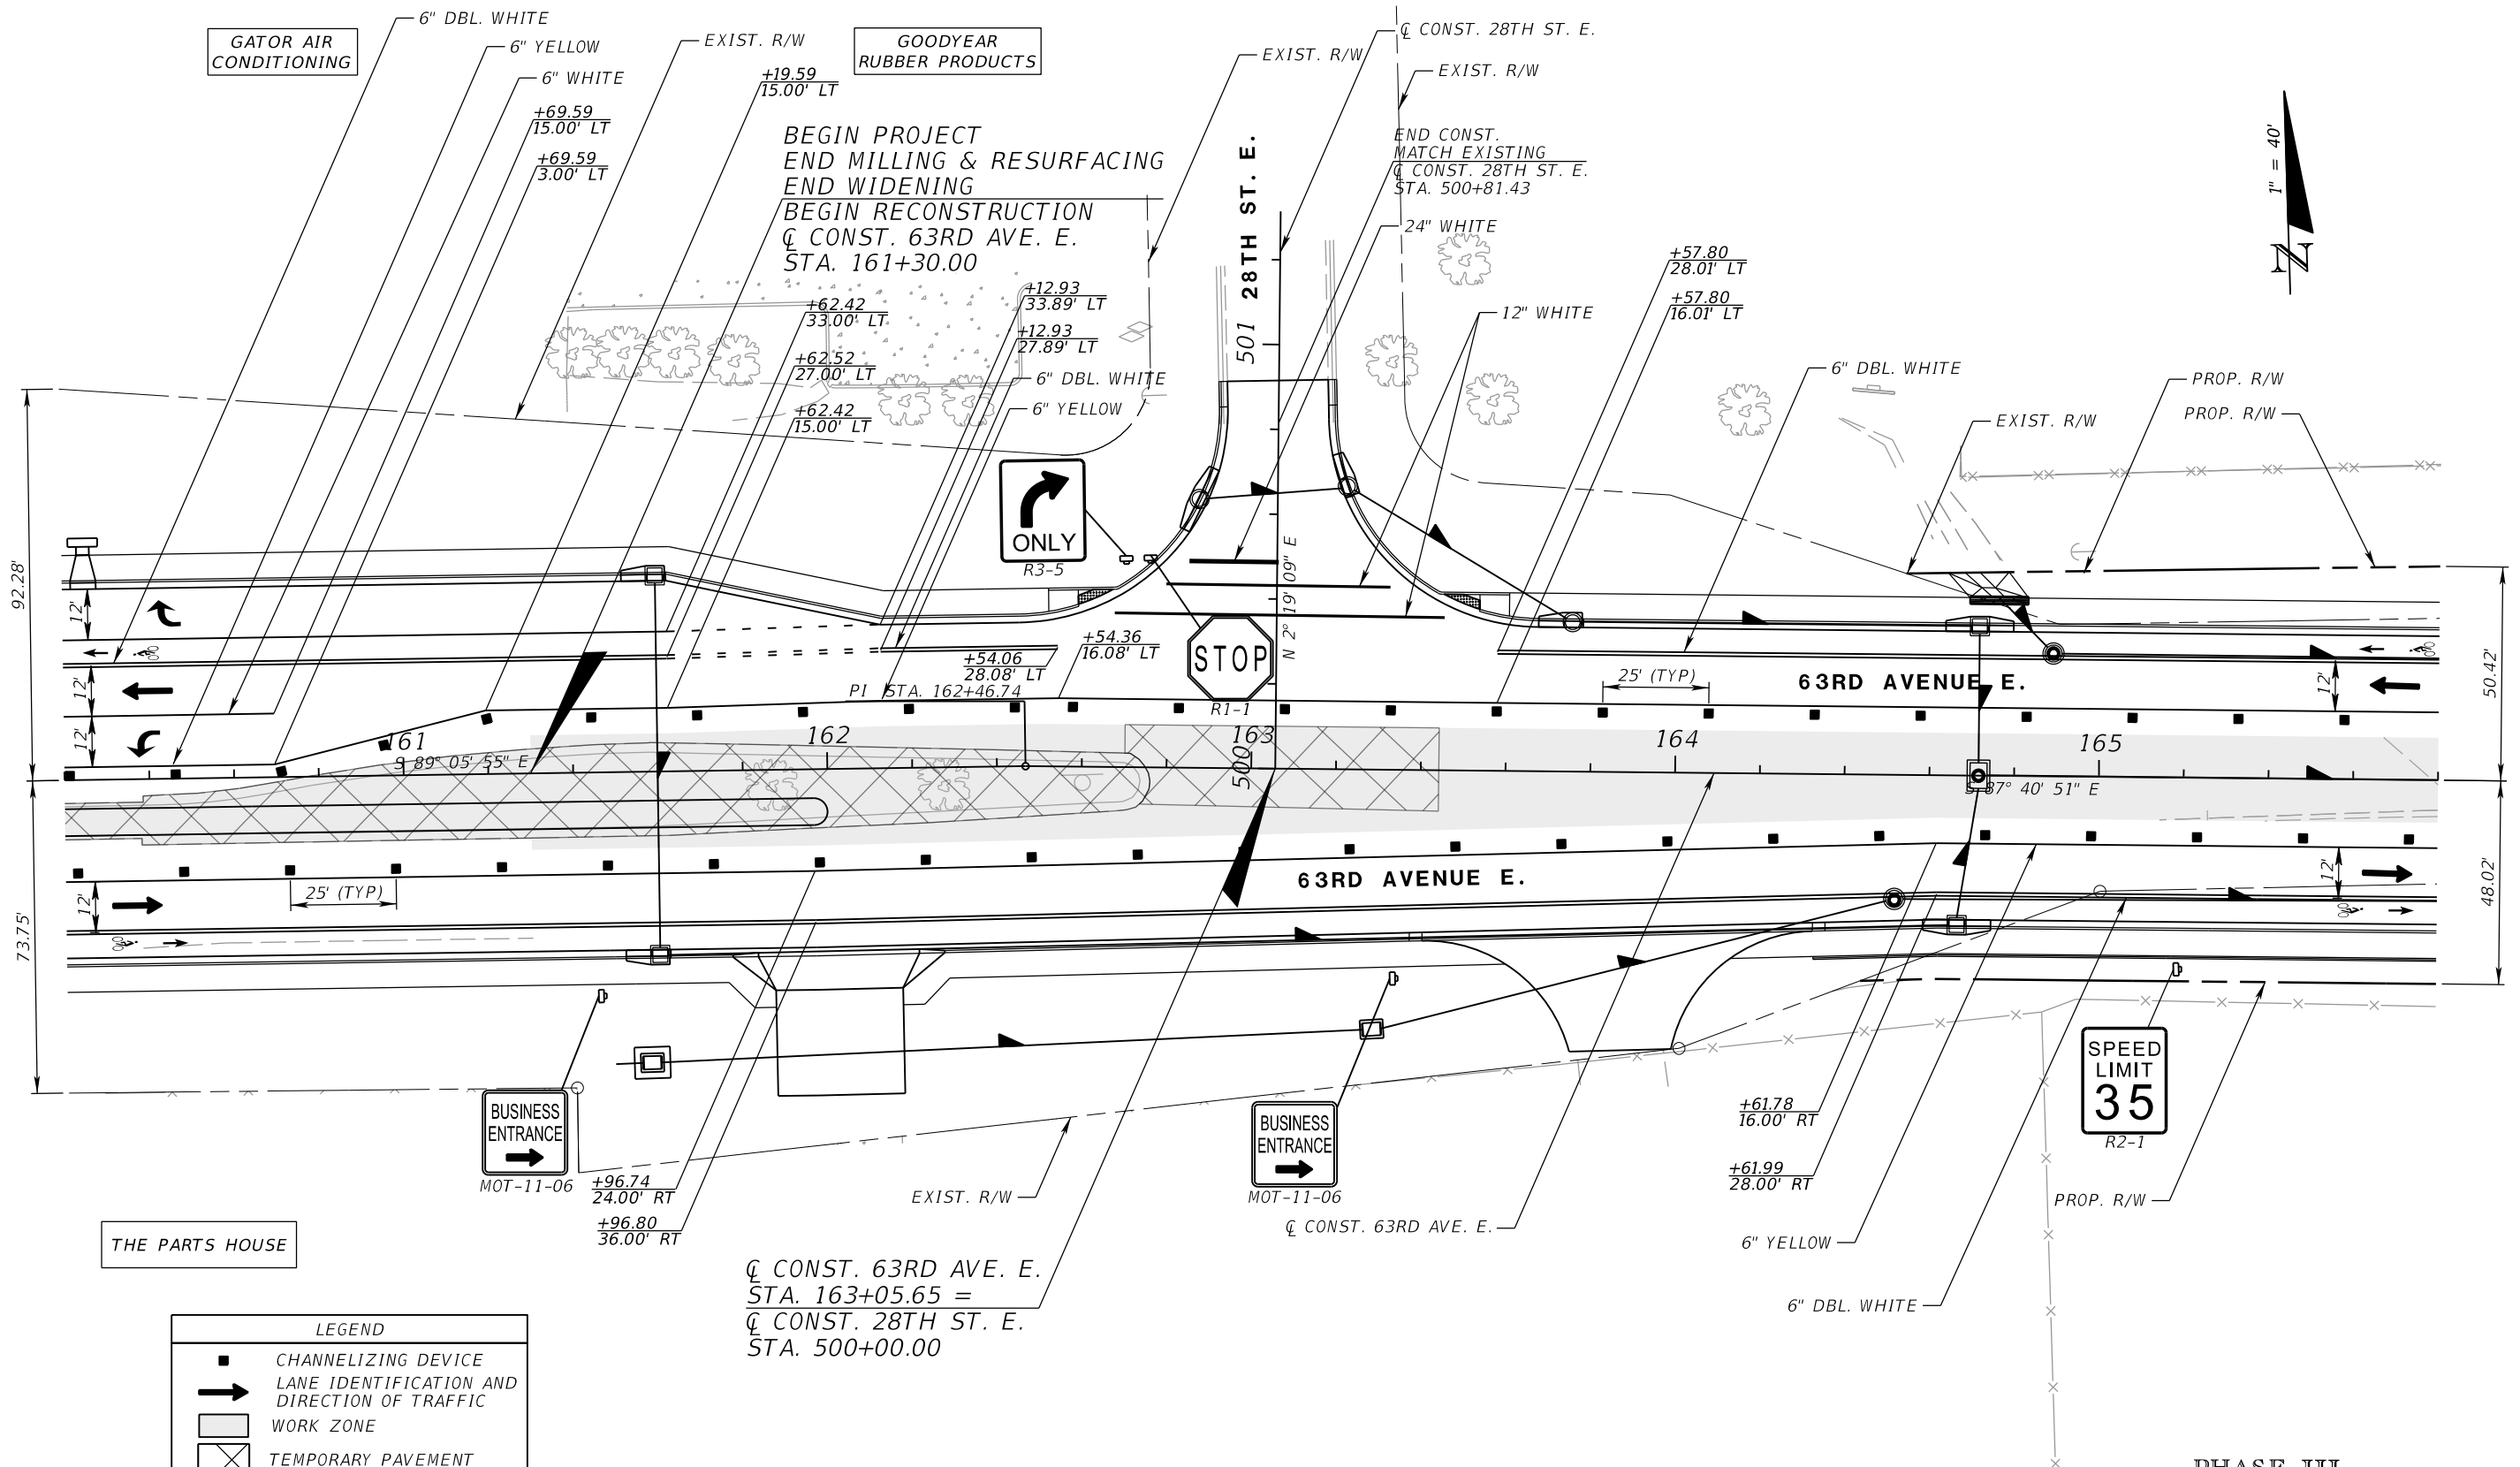 6" DBL. WHITE
6" YELLOW
6" WHITE
EXIST. R/W
GATOR AIR
CONDITIONING
GOODYEAR
RUBBER PRODUCTS
+19.59
15.00' LT
+69.59
15.00' LT
+69.59
3.00' LT
EXIST. R/W
℄ CONST. 28TH ST. E.
EXIST. R/W
BEGIN PROJECT
END MILLING & RESURFACING
END WIDENING
BEGIN RECONSTRUCTION
℄ CONST. 63RD AVE. E.
STA. 161+30.00
END CONST.
MATCH EXISTING
℄ CONST. 28TH ST. E.
STA. 500+81.43
24" WHITE
28TH ST. E.
1" = 40'
N
+62.42
33.00' LT
+62.52
27.00' LT
+62.42
15.00' LT
+12.93
33.89' LT
+12.93
27.89' LT
6" DBL. WHITE
6" YELLOW
501
12" WHITE
+57.80
28.01' LT
+57.80
16.01' LT
6" DBL. WHITE
PROP. R/W
PROP. R/W
EXIST. R/W
ONLY
R3-5
STOP
R1-1
N 2° 19' 09" E
92.28'
12'
12'
12'
+54.36
16.08' LT
+54.06
28.08' LT
PI STA. 162+46.74
25' (TYP)
63RD AVENUE E.
12'
50.42'
161
162
163
164
165
S 89° 05' 55" E
500
S 87° 40' 51" E
73.75'
12'
25' (TYP)
63RD AVENUE E.
12'
48.02'
BUSINESS
ENTRANCE
MOT-11-06
+96.74
24.00' RT
+96.80
36.00' RT
EXIST. R/W
BUSINESS
ENTRANCE
MOT-11-06
℄ CONST. 63RD AVE. E.
+61.78
16.00' RT
+61.99
28.00' RT
SPEED
LIMIT
35
R2-1
PROP. R/W
6" YELLOW
6" DBL. WHITE
THE PARTS HOUSE
℄ CONST. 63RD AVE. E.
STA. 163+05.65 =
℄ CONST. 28TH ST. E.
STA. 500+00.00
LEGEND
CHANNELIZING DEVICE
LANE IDENTIFICATION AND
DIRECTION OF TRAFFIC
WORK ZONE
TEMPORARY PAVEMENT
PHASE III